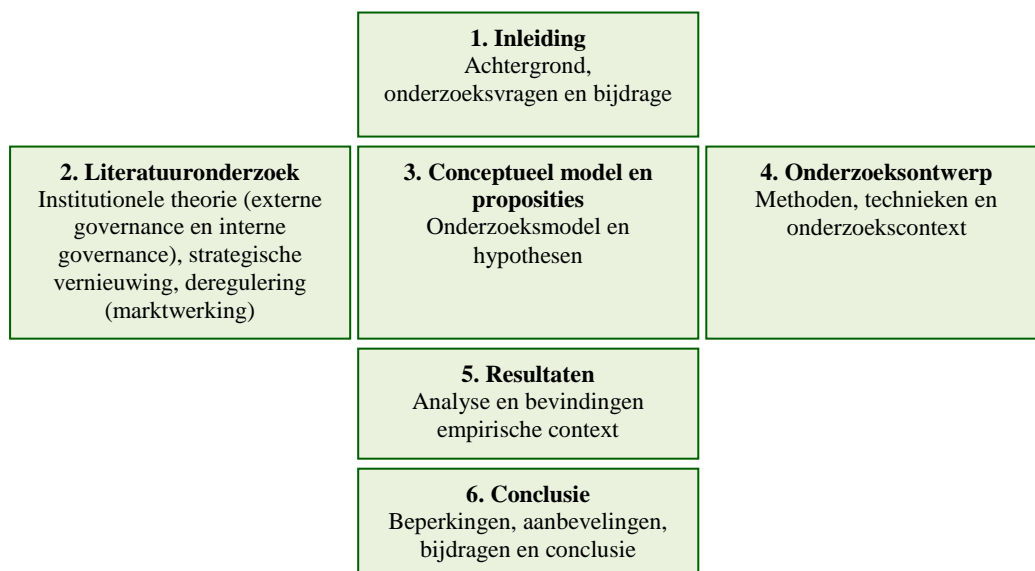 1. Inleiding
Achtergrond,
onderzoeksvragen en bijdrage
2. Literatuuronderzoek
Institutionele theorie (externe
governance en interne
governance), strategische
vernieuwing, deregulering
(marktwerking)
3. Conceptueel model en
proposities
Onderzoeksmodel en
hypothesen
4. Onderzoeksontwerp
Methoden, technieken en
onderzoekscontext
5. Resultaten
Analyse en bevindingen
empirische context
6. Conclusie
Beperkingen, aanbevelingen,
bijdragen en conclusie